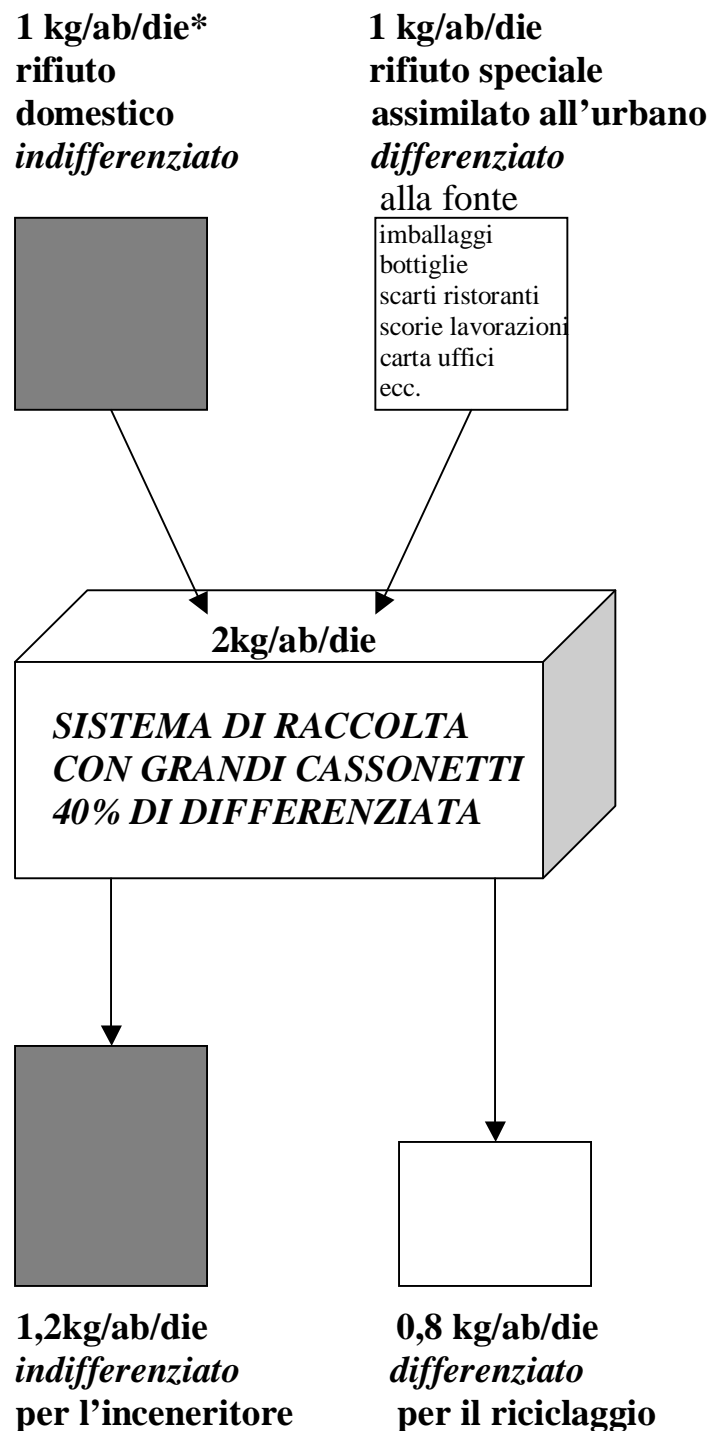 1 kg/ab/die*
rifiuto
domestico
indifferenziato
1 kg/ab/die
rifiuto speciale
assimilato all’urbano
differenziato
alla fonte
imballaggi
bottiglie
scarti ristoranti
scorie lavorazioni
carta uffici
ecc.
2kg/ab/die
SISTEMA DI RACCOLTA
CON GRANDI CASSONETTI
40% DI DIFFERENZIATA
1,2kg/ab/die
indifferenziato
per l’inceneritore
0,8 kg/ab/die
differenziato
per il riciclaggio